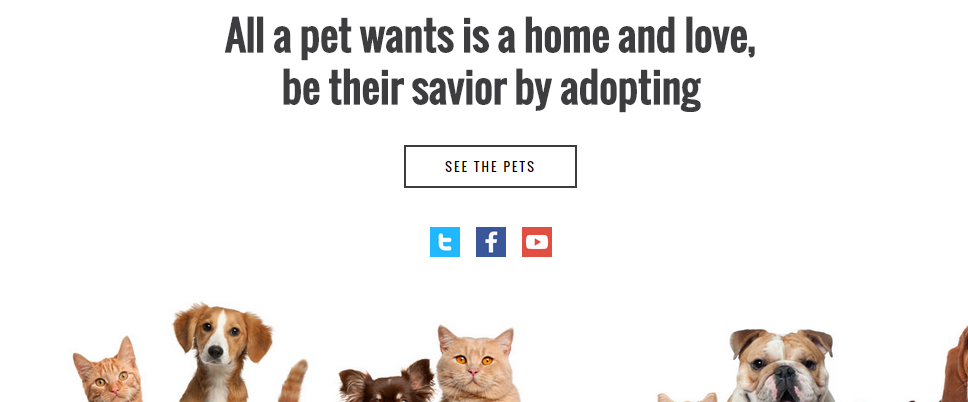 All a pet wants is a home and love,
be their savior by adopting
SEE THE PETS